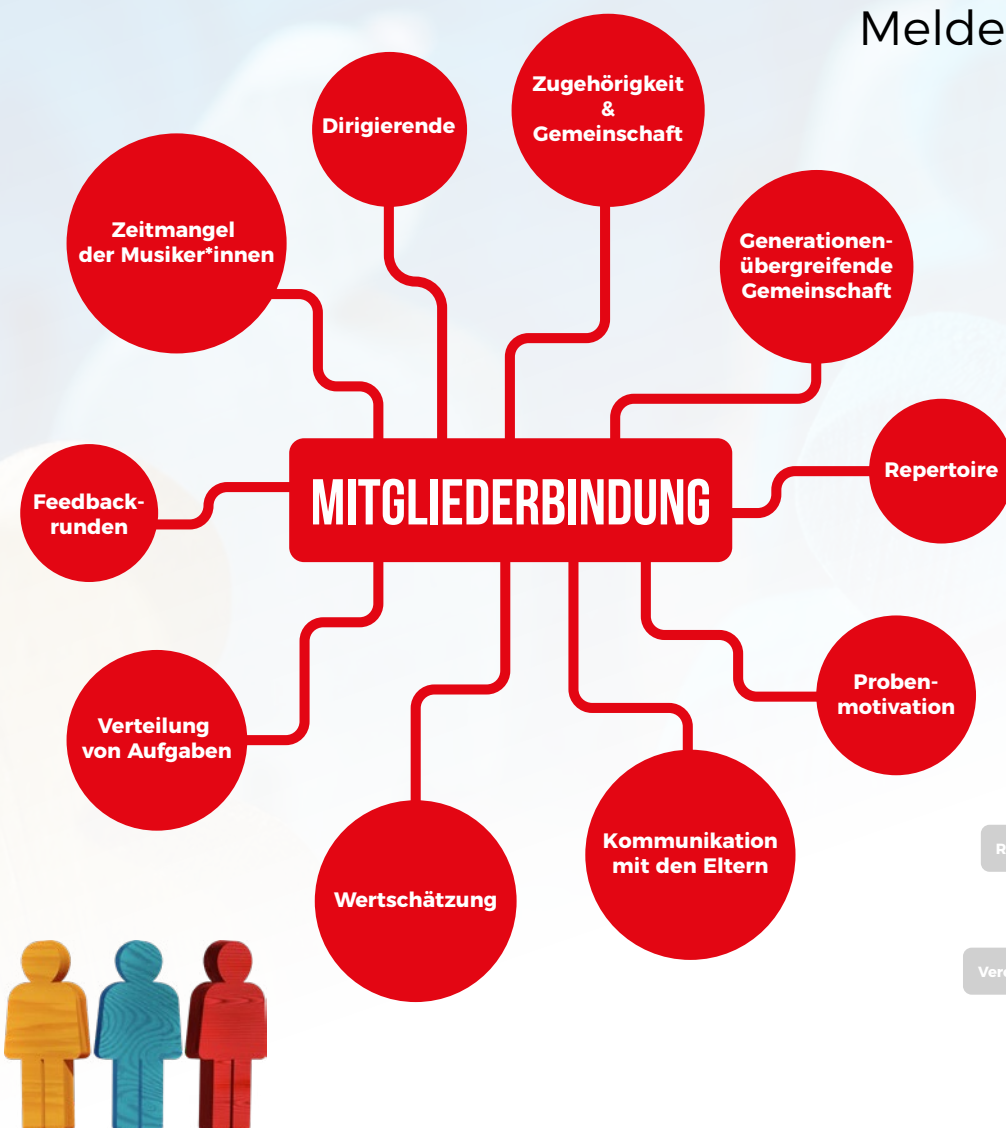 Melde
Zugehörigkeit
&
Gemeinschaft
Dirigierende
Zeitmangel
der Musiker*innen
Generationen-
übergreifende
Gemeinschaft
MITGLIEDERBINDUNG
Repertoire
Feedback-
runden
Proben-
motivation
Verteilung
von Aufgaben
Kommunikation
mit den Eltern
Wertschätzung
R